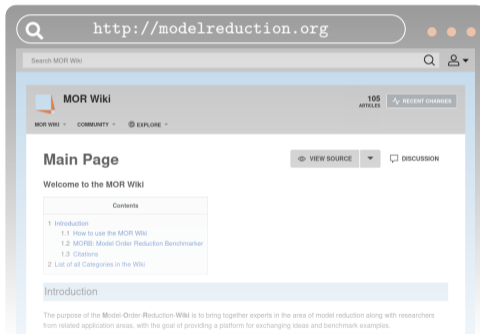 http://modelreduction.org
Search MOR Wiki
MOR Wiki
105
ARTICLES
RECENT CHANGES
MOR WIKI
COMMUNITY
EXPLORE
Main Page
VIEW SOURCE
DISCUSSION
Welcome to the MOR Wiki
Contents
1 Introduction
1.1 How to use the MOR Wiki
1.2 MORB: Model Order Reduction Benchmarker
1.3 Citations
2 List of all Categories in the Wiki
Introduction
The purpose of the Model-Order-Reduction-Wiki is to bring together experts in the area of model reduction along with researchers
from related application areas, with the goal of providing a platform for exchanging ideas and benchmark examples.